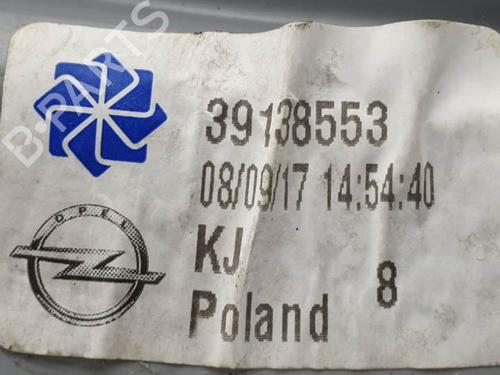 39138553
08/09/17 14:54:40
KJ
Poland 8
OPEL
B-PARTS